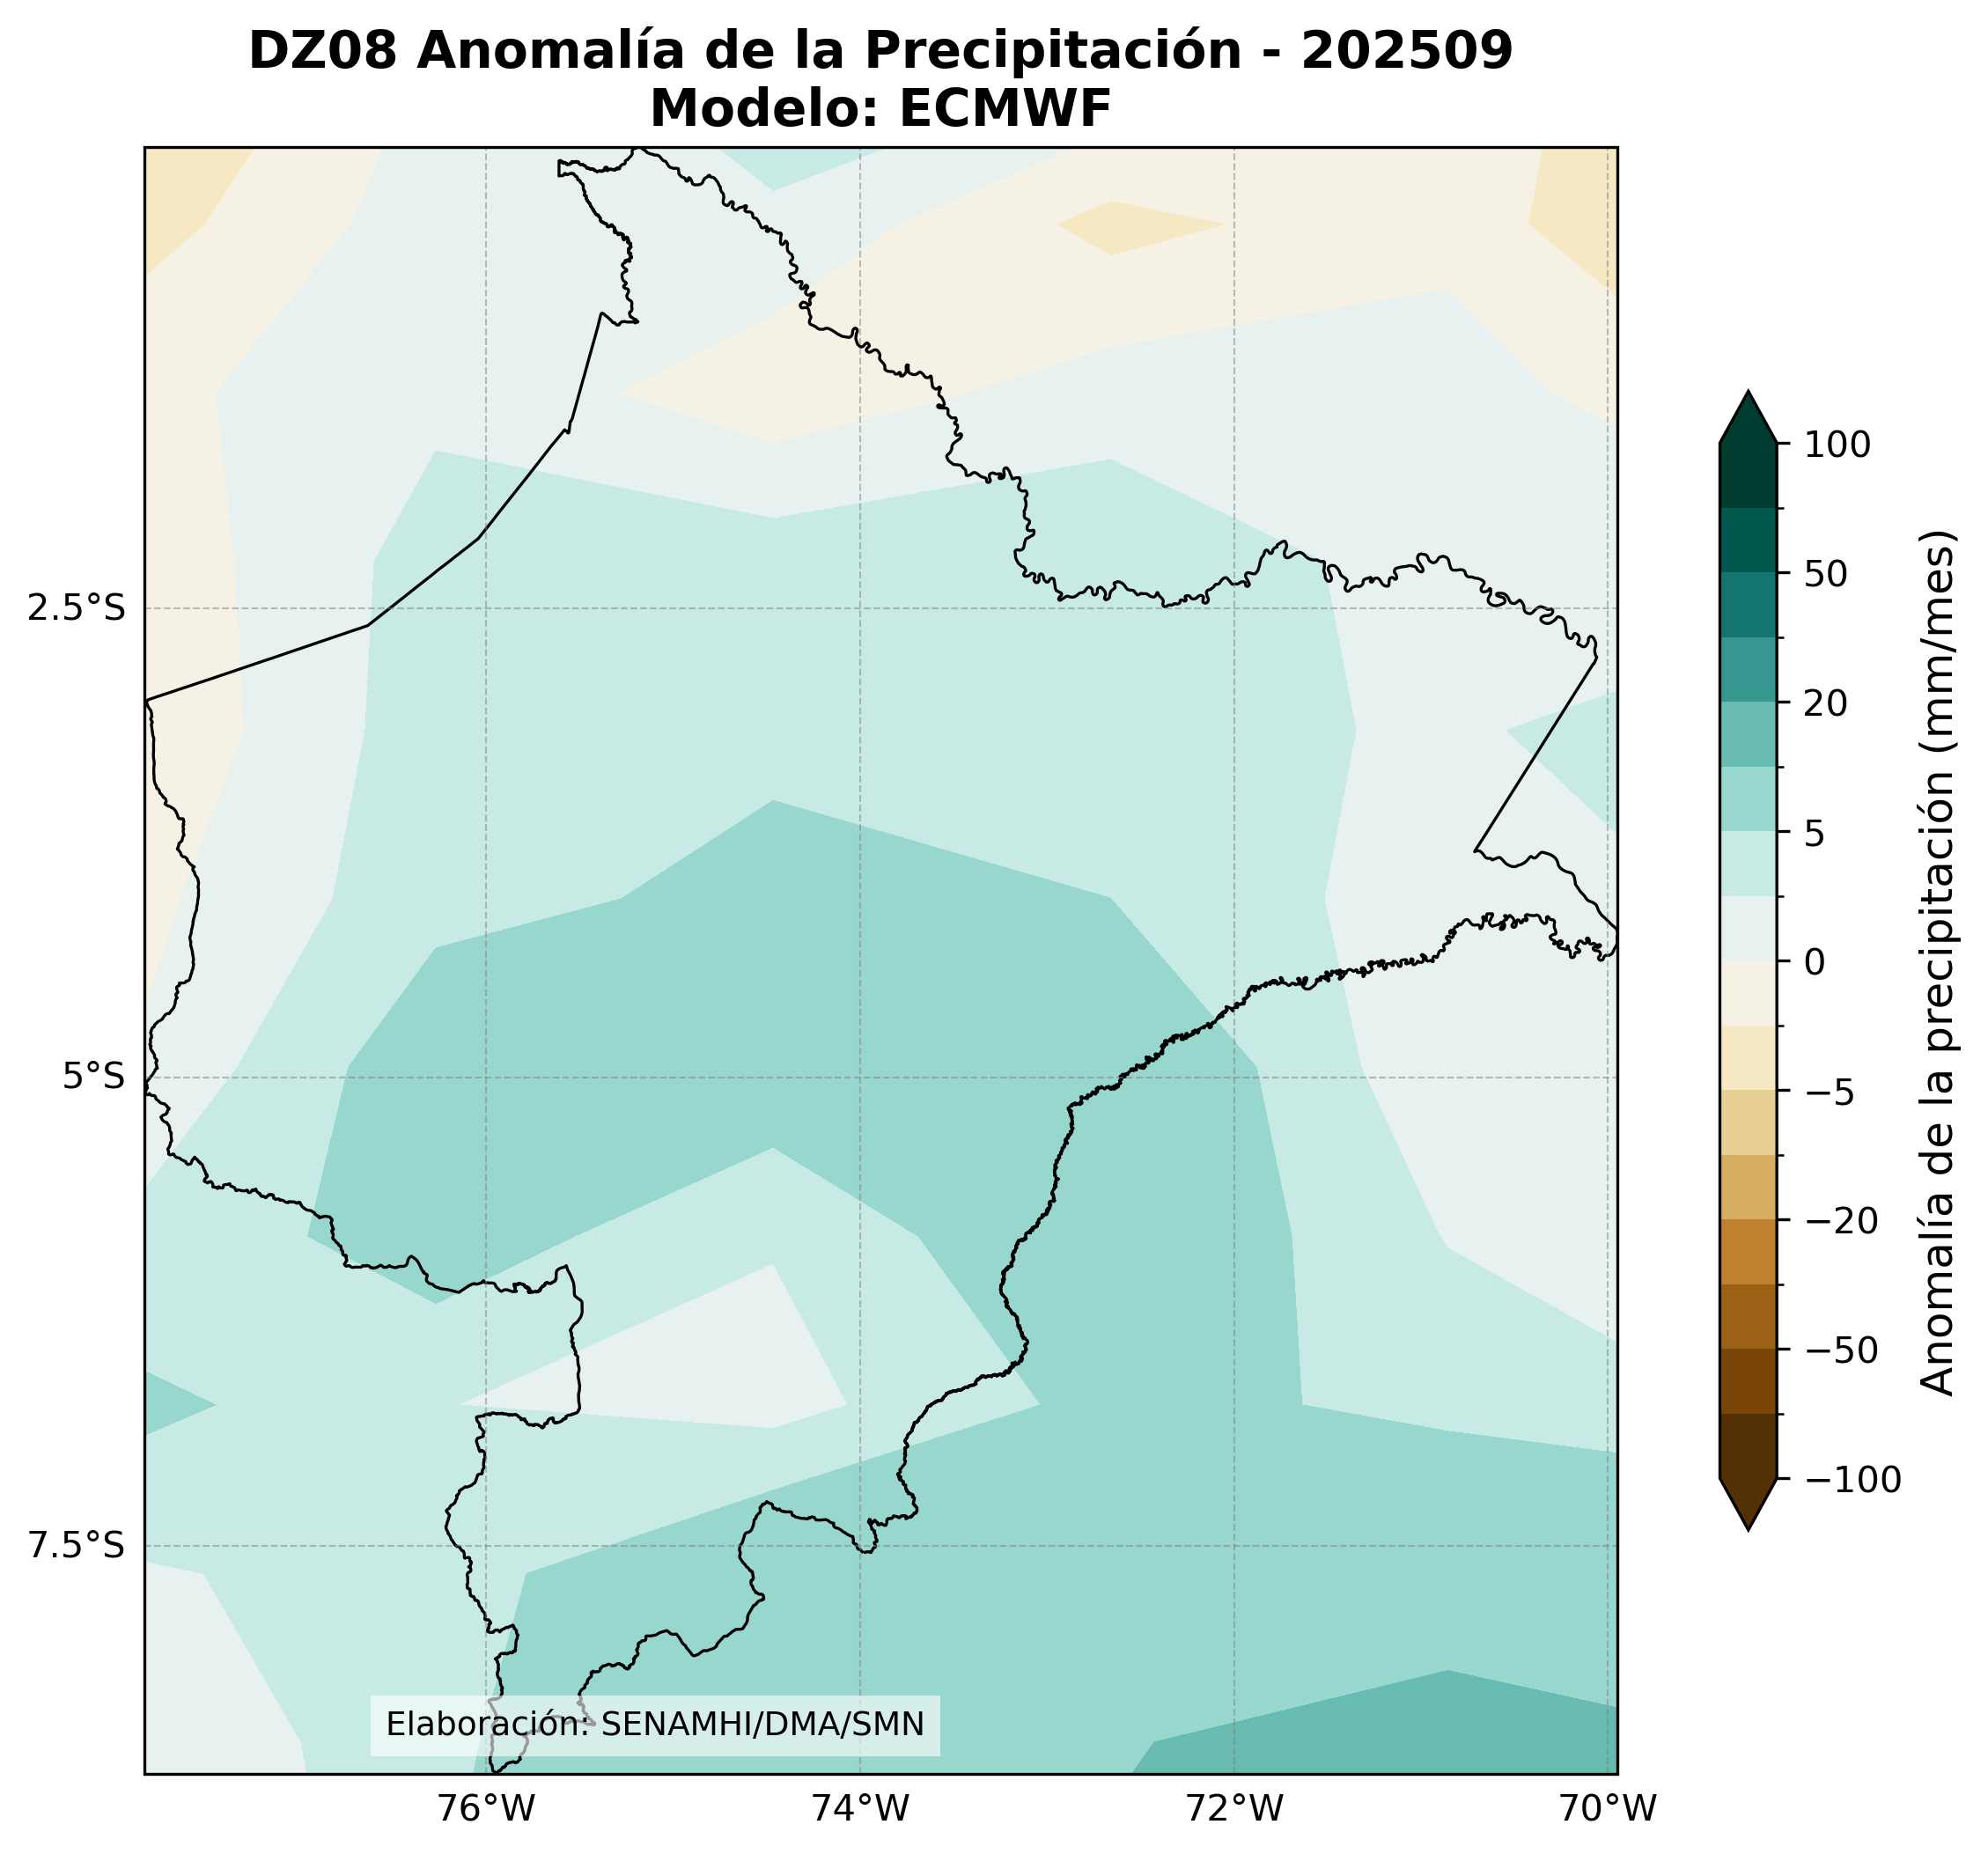 DZ08 Anomalía de la Precipitación - 202509
Modelo: ECMWF
2.5°S
5°S
7.5°S
76°W
74°W
72°W
70°W
Elaboración: SENAMHI/DMA/SMN
100
50
20
5
0
−5
−20
−50
−100
Anomalía de la precipitación (mm/mes)